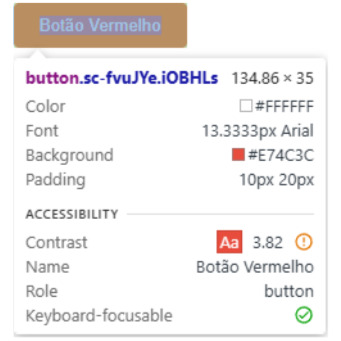 Botão Vermelho
button.sc-fvuJYe.iOBHLs 134.86 × 35
Color #FFFFFF
Font 13.3333px Arial
Background #E74C3C
Padding 10px 20px
ACCESSIBILITY
Contrast Aa 3.82
Name Botão Vermelho
Role button
Keyboard-focusable